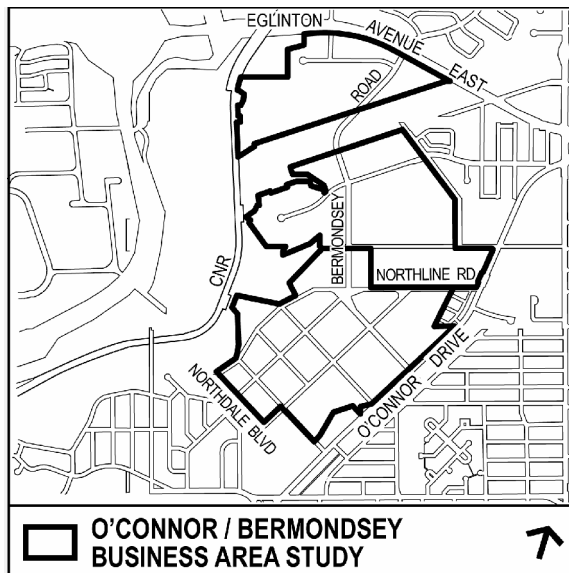 EGLINTON
AVENUE
EAST
ROAD
BERMONDSEY
CNR
NORTHLINE RD
O'CONNOR DRIVE
NORTHDALE BLVD
O'CONNOR / BERMONDSEY
BUSINESS AREA STUDY